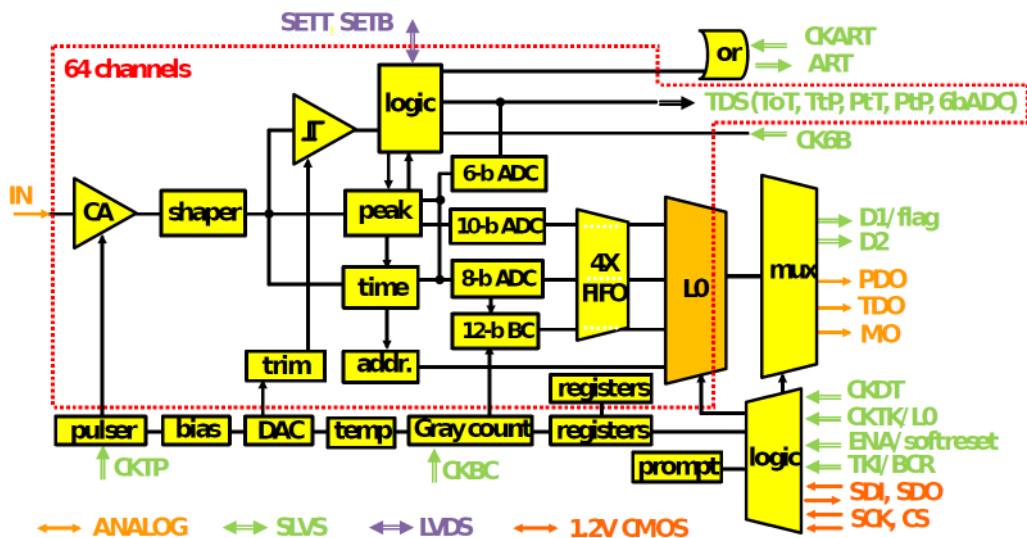 SETT, SETB
64 channels
or
CKART
ART
logic
TDS (ToT, TtP, PtT, PtP, 6bADC)
CK6B
6-b ADC
IN
CA
shaper
peak
10-b ADC
D1/flag
D2
4X
FIFO
L0
mux
time
8-b ADC
PDO
TDO
12-b BC
MO
trim
addr.
registers
CKDT
CKTK/L0
pulser
bias
DAC
temp
Gray count
registers
logic
ENA/softreset
CKTP
CKBC
prompt
TKI/BCR
SDI, SDO
SCK, CS
ANALOG
SLVS
LVDS
1.2V CMOS